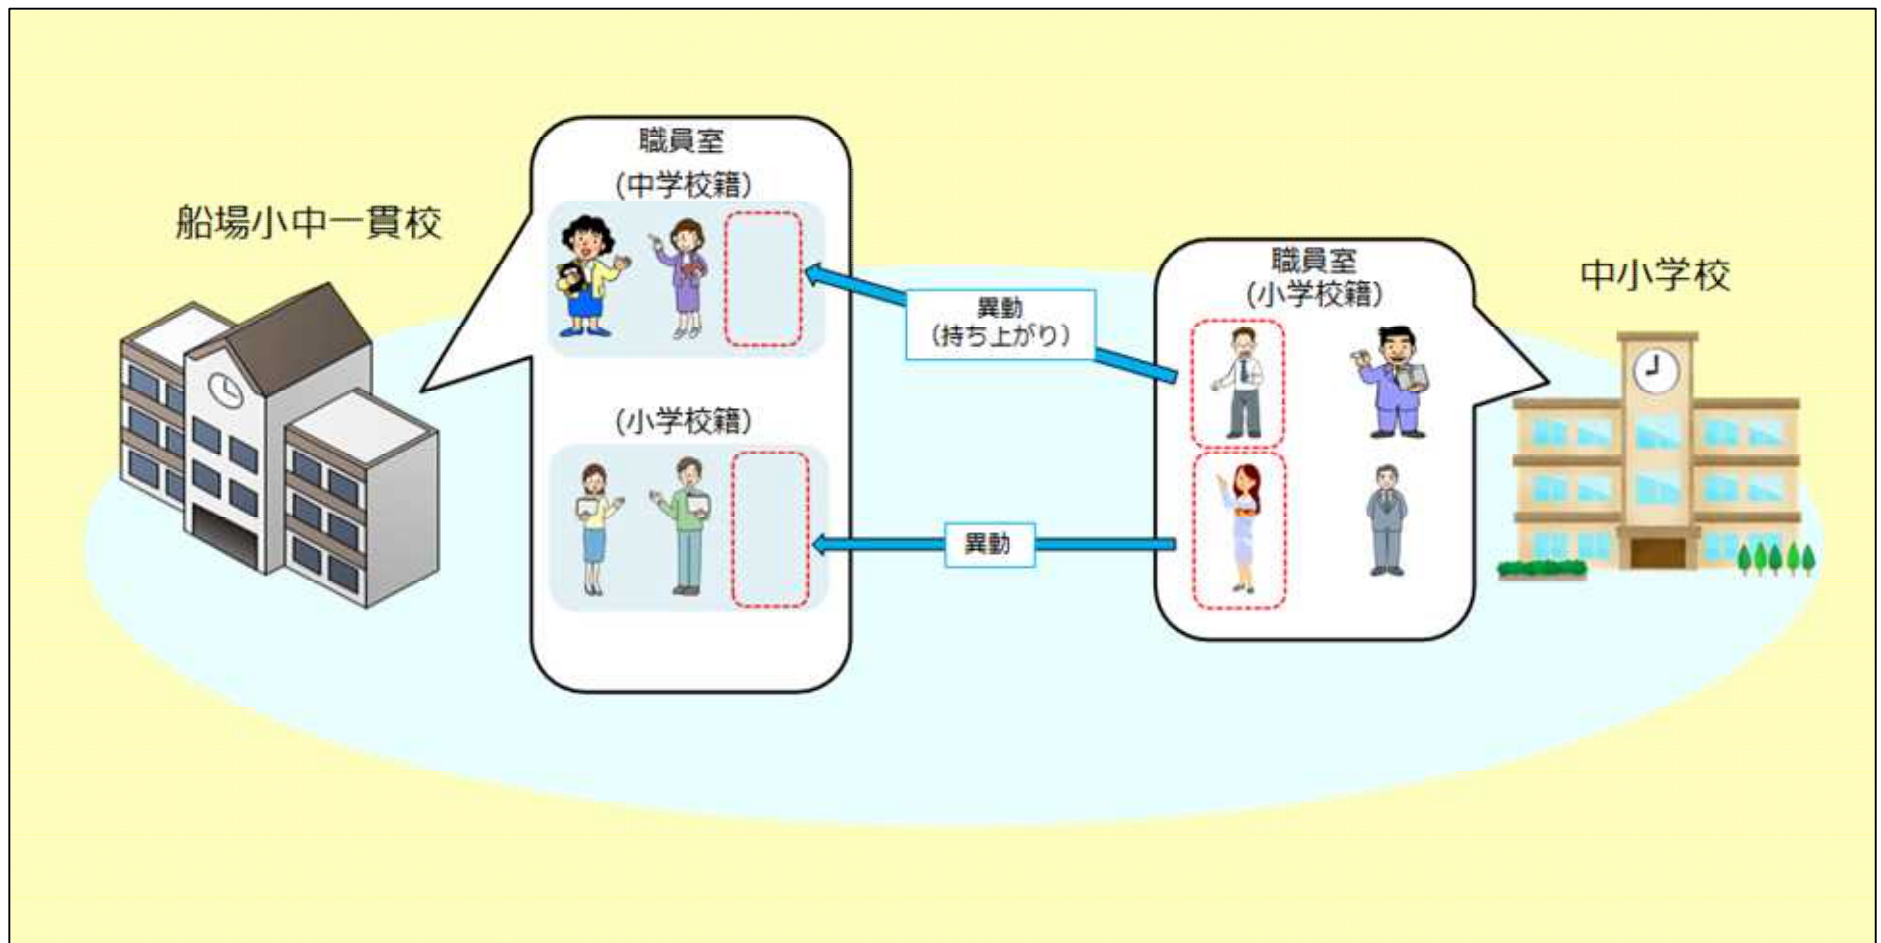 船場小中一貫校
職員室
(中学校籍)
(小学校籍)
異動
(持ち上がり)
異動
職員室
(小学校籍)
中小学校